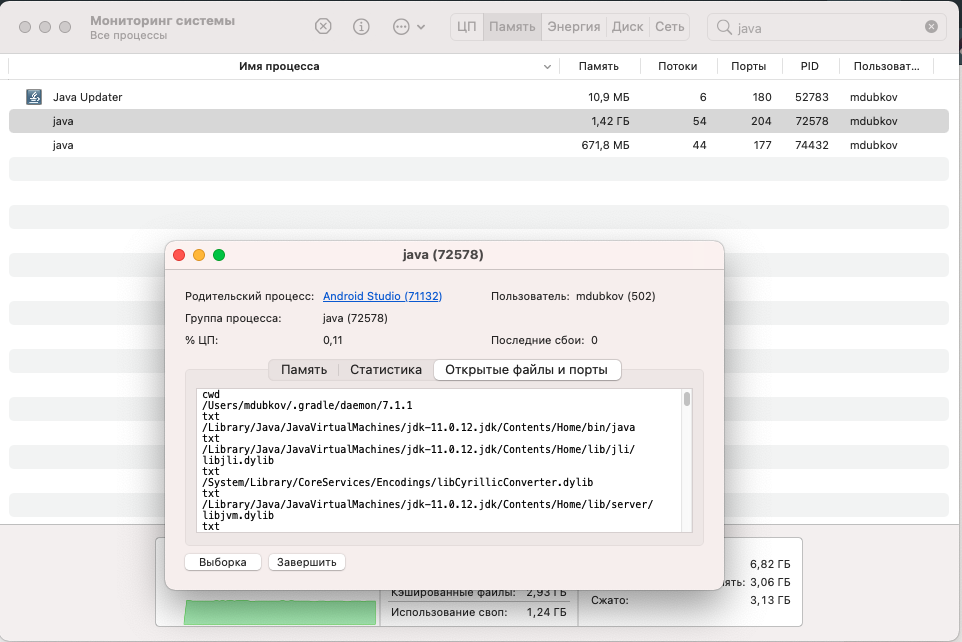 Мониторинг системы
Все процессы
ЦП Память Энергия Диск Сеть
java
Имя процесса Память Потоки Порты PID Пользоват...
Java Updater 10,9 МБ 6 180 52783 mdubkov
java 1,42 ГБ 54 204 72578 mdubkov
java 671,8 МБ 44 177 74432 mdubkov
java (72578)
Родительский процесс: Android Studio (71132) Пользователь: mdubkov (502)
Группа процесса: java (72578)
% ЦП: 0,11 Последние сбои: 0
Память Статистика Открытые файлы и порты
cwd
/Users/mdubkov/.gradle/daemon/7.1.1
txt
/Library/Java/JavaVirtualMachines/jdk-11.0.12.jdk/Contents/Home/bin/java
txt
/Library/Java/JavaVirtualMachines/jdk-11.0.12.jdk/Contents/Home/lib/jli/
libjli.dylib
txt
/System/Library/CoreServices/Encodings/libCyrillicConverter.dylib
txt
/Library/Java/JavaVirtualMachines/jdk-11.0.12.jdk/Contents/Home/lib/server/
libjvm.dylib
txt
Выборка Завершить
6,82 ГБ
ять: 3,06 ГБ
Кэшированные файлы: 2,93 ГБ
Сжато: 3,13 ГБ
Использование своп: 1,24 ГБ